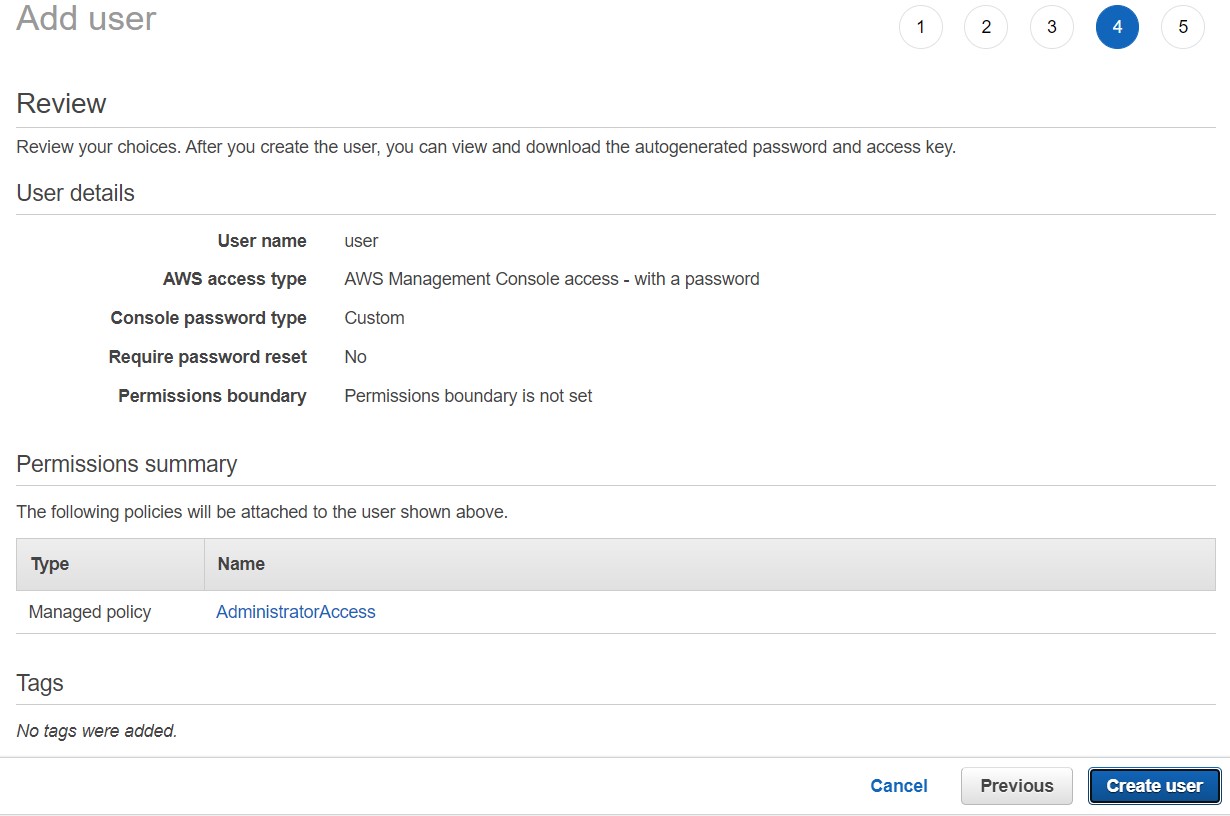 Add user
1 2 3 4 5
Review
Review your choices. After you create the user, you can view and download the autogenerated password and access key.
User details
User name user
AWS access type AWS Management Console access - with a password
Console password type Custom
Require password reset No
Permissions boundary Permissions boundary is not set
Permissions summary
The following policies will be attached to the user shown above.
Type Name
Managed policy AdministratorAccess
Tags
No tags were added.
Cancel Previous Create user